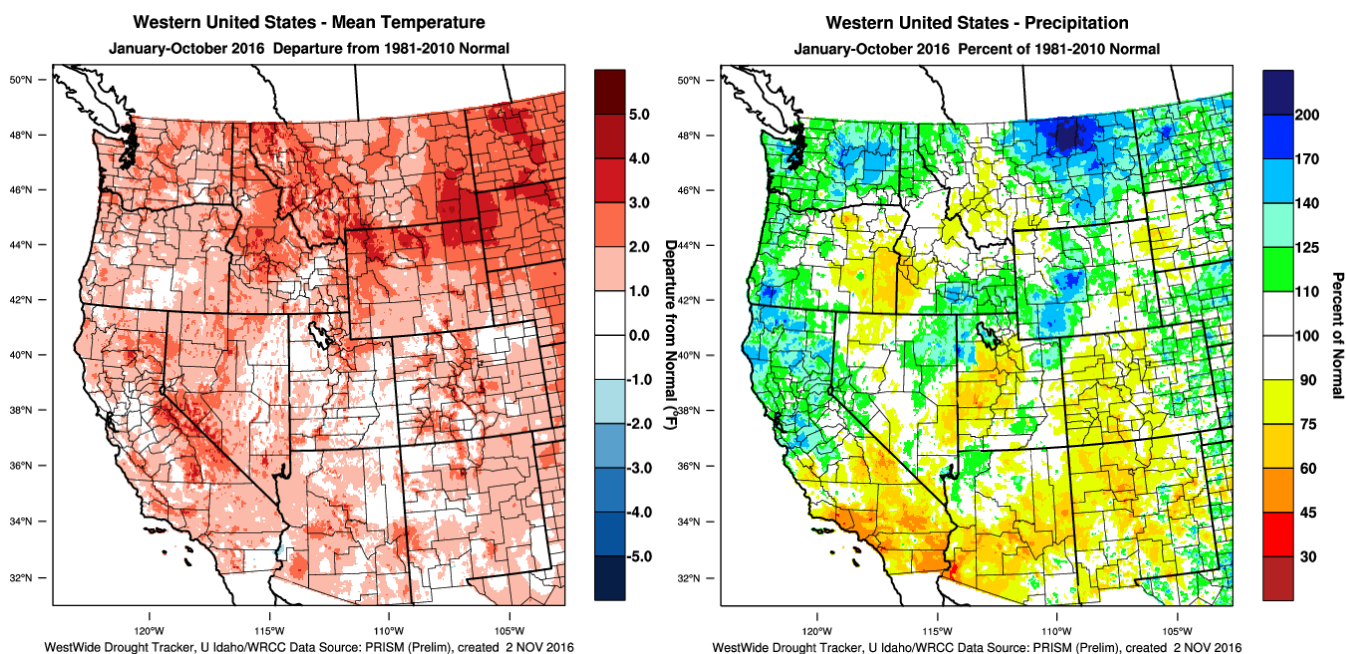 Western United States - Mean Temperature
January-October 2016 Departure from 1981-2010 Normal
50°N
48°N
46°N
44°N
42°N
40°N
38°N
36°N
34°N
32°N
120°W
115°W
110°W
105°W
5.0
4.0
3.0
2.0
1.0
0.0
-1.0
-2.0
-3.0
-4.0
-5.0
Departure from Normal (°F)
WestWide Drought Tracker, U Idaho/WRCC Data Source: PRISM (Prelim), created 2 NOV 2016
Western United States - Precipitation
January-October 2016 Percent of 1981-2010 Normal
50°N
48°N
46°N
44°N
42°N
40°N
38°N
36°N
34°N
32°N
120°W
115°W
110°W
105°W
200
170
140
125
110
100
90
75
60
45
30
Percent of Normal
WestWide Drought Tracker, U Idaho/WRCC Data Source: PRISM (Prelim), created 2 NOV 2016